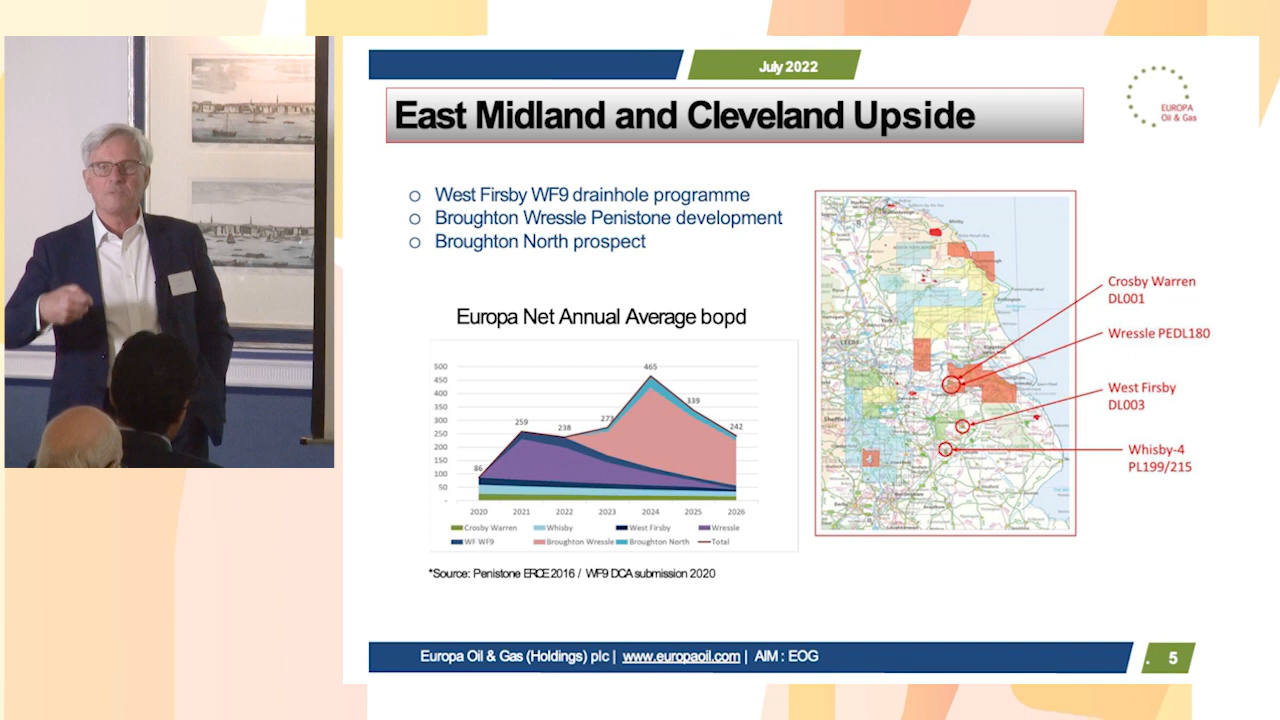 July 2022
East Midland and Cleveland Upside
EUROPA
Oil & Gas
o West Firsby WF9 drainhole programme
o Broughton Wressle Penistone development
o Broughton North prospect
Europa Net Annual Average bopd
500
450
400
350
300
250
200
150
100
50
-
86
259
238
273
465
339
242
2020 2021 2022 2023 2024 2025 2026
Crosby Warren Whisby West Firsby Wressle
WF WF9 Broughton Wressle Broughton North Total
*Source: Penistone ERCE 2016 / WF9 DCA submission 2020
Crosby Warren
DL001
Wressle PEDL180
West Firsby
DL003
Whisby-4
PL199/215
LEEDS
Sheffield
Europa Oil & Gas (Holdings) plc | www.europaoil.com | AIM : EOG
. 5